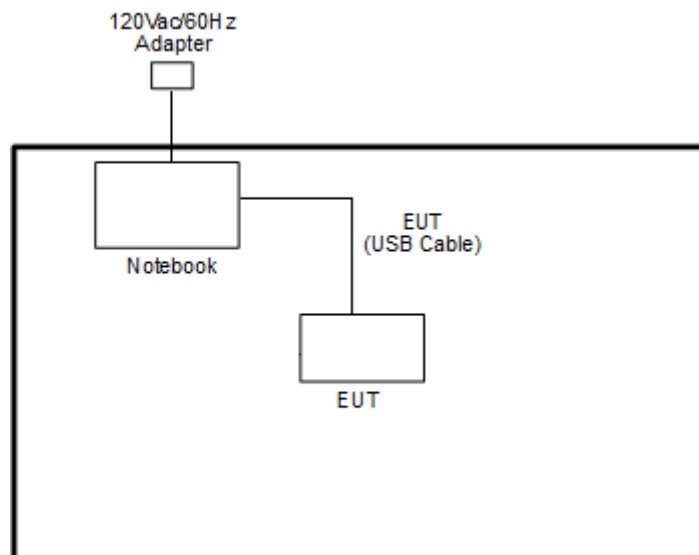 120Vac/60Hz
Adapter
Notebook
EUT
(USB Cable)
EUT